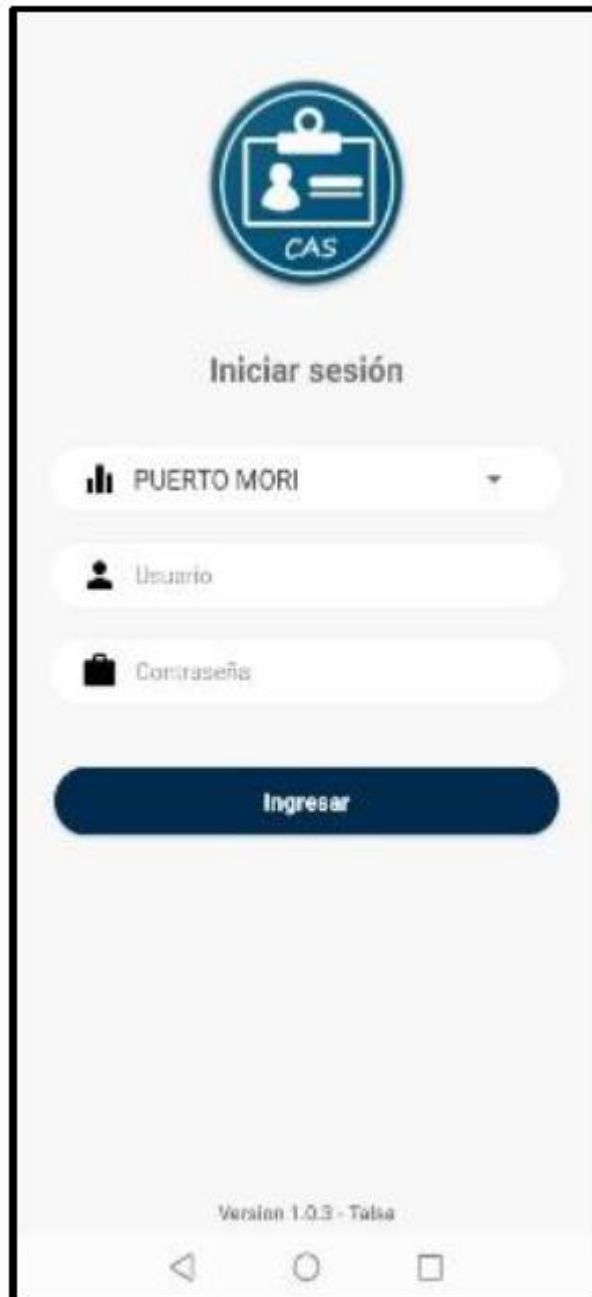 CAS
Iniciar sesión
PUERTO MORI
Usuario
Contraseña
Ingresar
Version 1.0.3 - Talsa